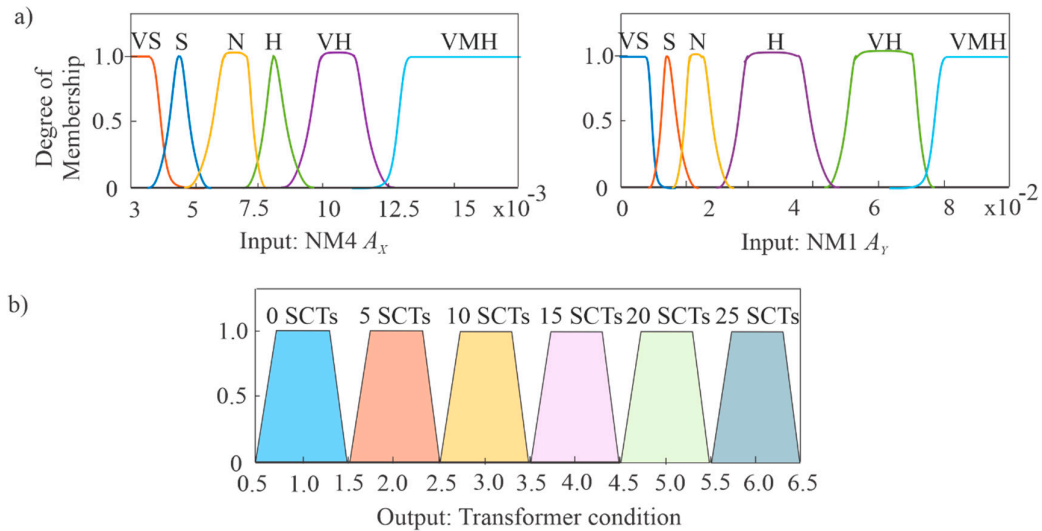 a)
VS S N H VH VMH
1.0
0.5
0
Degree of
Membership
3 5 7.5 10 12.5 15 x10-3
Input: NM4 AX
VS S N H VH VMH
1.0
0.5
0
0 2 4 6 8 x10-2
Input: NM1 AY
b)
0 SCTs 5 SCTs 10 SCTs 15 SCTs 20 SCTs 25 SCTs
1.0
0.5
0
0.5 1.0 1.5 2.0 2.5 3.0 3.5 4.0 4.5 5.0 5.5 6.0 6.5
Output: Transformer condition